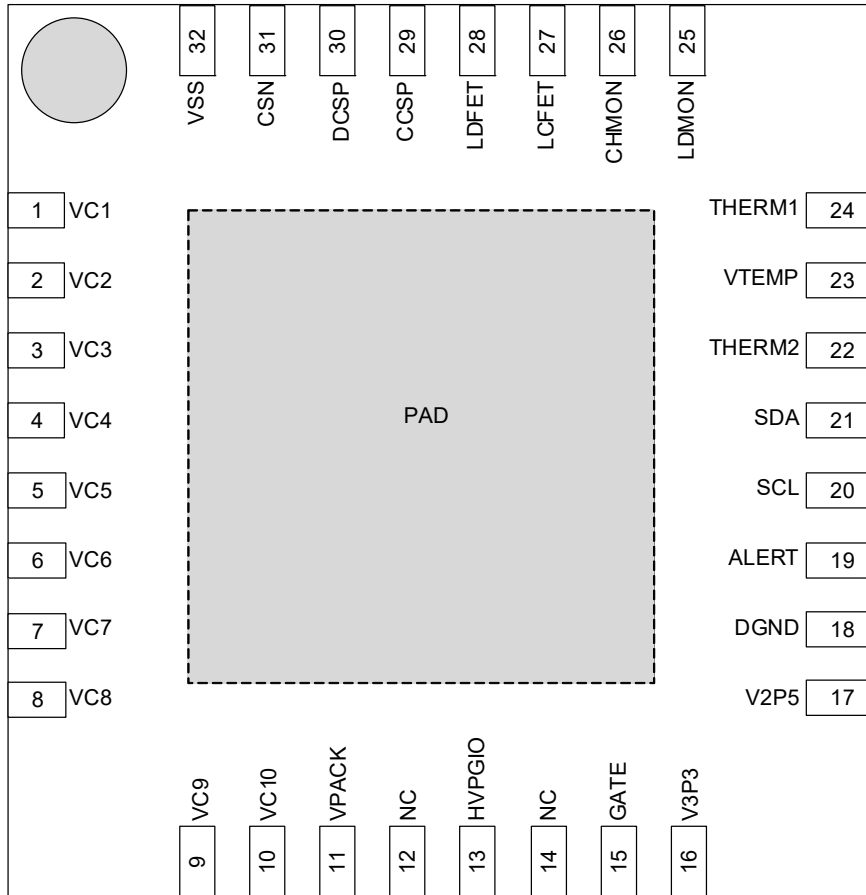 32 31 30 29 28 27 26 25
VSS CSN DCSP CCSP LDFET LCFET CHMON LDMON
1 VC1
THERM1 24
2 VC2
VTEMP 23
3 VC3
THERM2 22
4 VC4
PAD
SDA 21
5 VC5
SCL 20
6 VC6
ALERT 19
7 VC7
DGND 18
8 VC8
V2P5 17
VC9 VC10 VPACK NC HVPGIO NC GATE V3P3
9 10 11 12 13 14 15 16